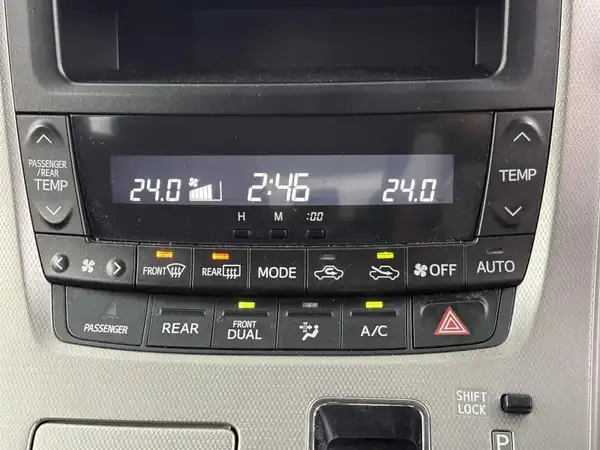 PASSENGER
/REAR
TEMP
24.0 2:46 24.0
H M :00
TEMP
FRONT REAR MODE OFF AUTO
PASSENGER REAR FRONT DUAL A/C
SHIFT
LOCK
P